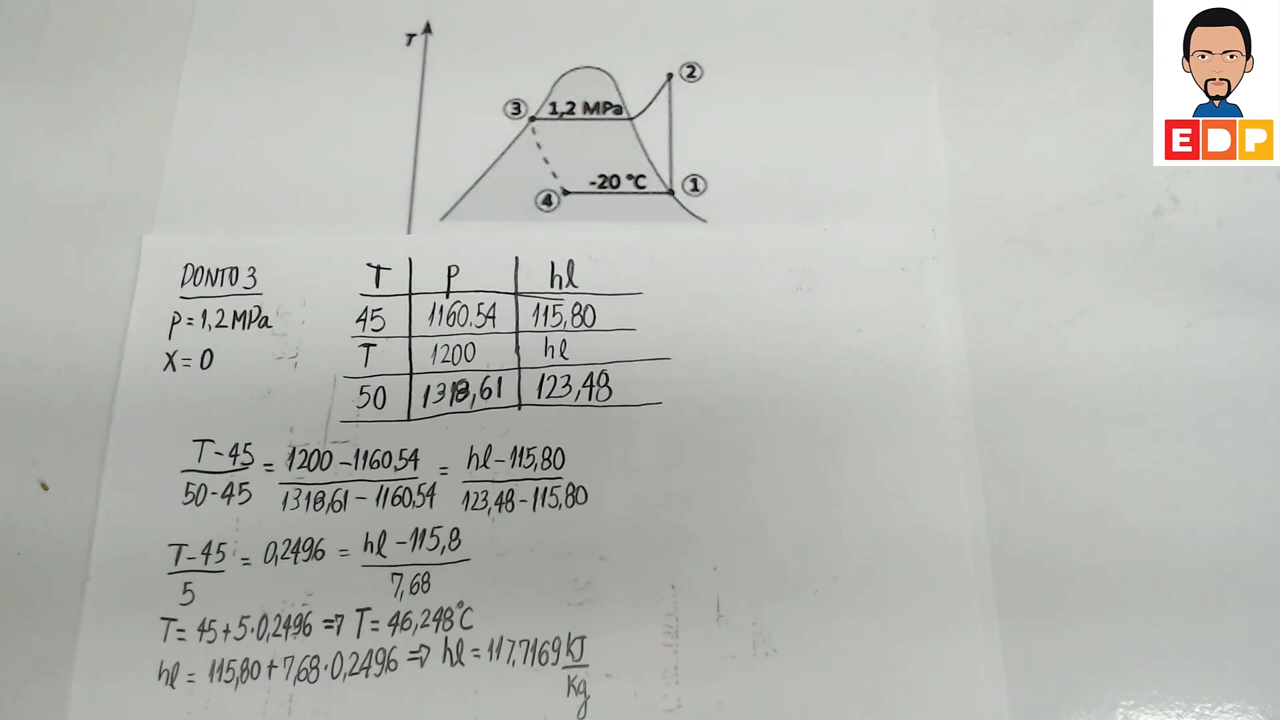 T
②
③ 1,2 MPa
-20 °C ①
④
EDP
PONTO 3
p = 1,2 MPa
X = 0
T p hl
45 1160.54 115,80
T 1200 hl
50 1318,61 123,48
T-45/50-45 = 1200-1160.54/1318,61-1160,54 = hl-115,80/123,48-115,80
T-45/5 = 0,2496 = hl-115,8/7,68
T = 45+5·0,2496 ⇒ T = 46,248°C
hl = 115,80+7,68·0,2496 ⇒ hl = 117,7169 KJ/Kg